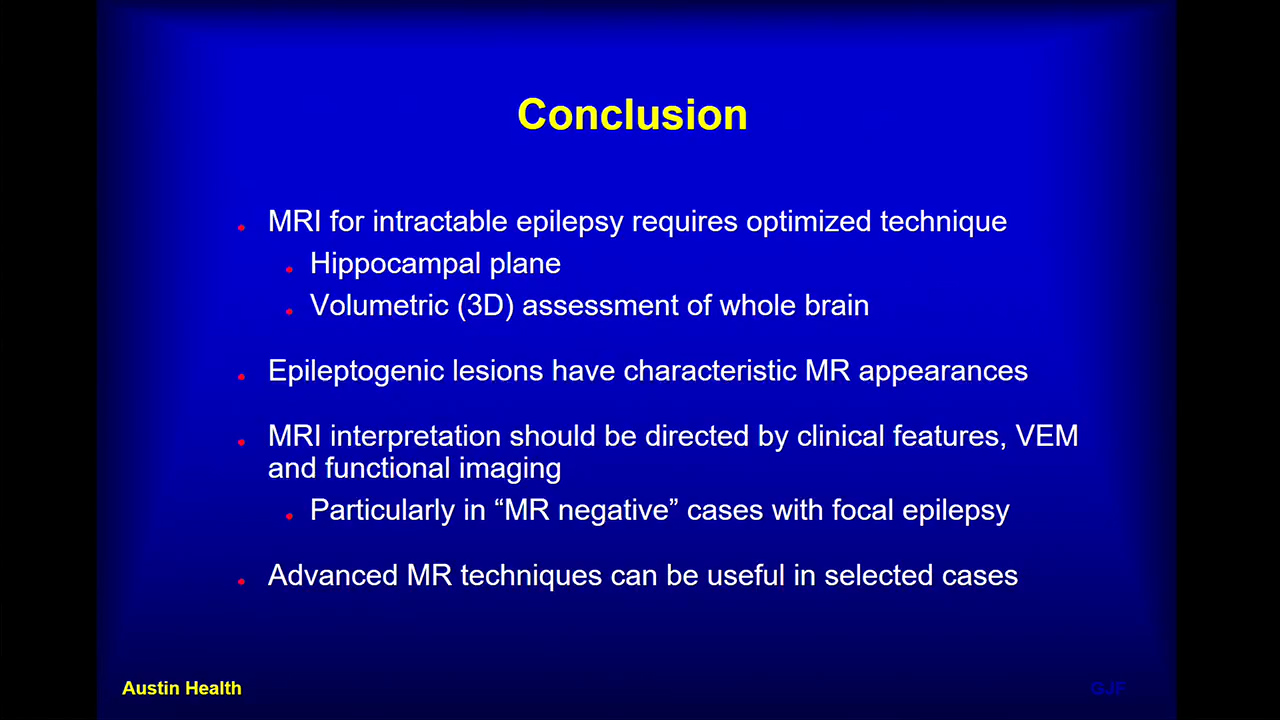 Conclusion
MRI for intractable epilepsy requires optimized technique
Hippocampal plane
Volumetric (3D) assessment of whole brain
Epileptogenic lesions have characteristic MR appearances
MRI interpretation should be directed by clinical features, VEM
and functional imaging
Particularly in “MR negative” cases with focal epilepsy
Advanced MR techniques can be useful in selected cases
Austin Health
GJF